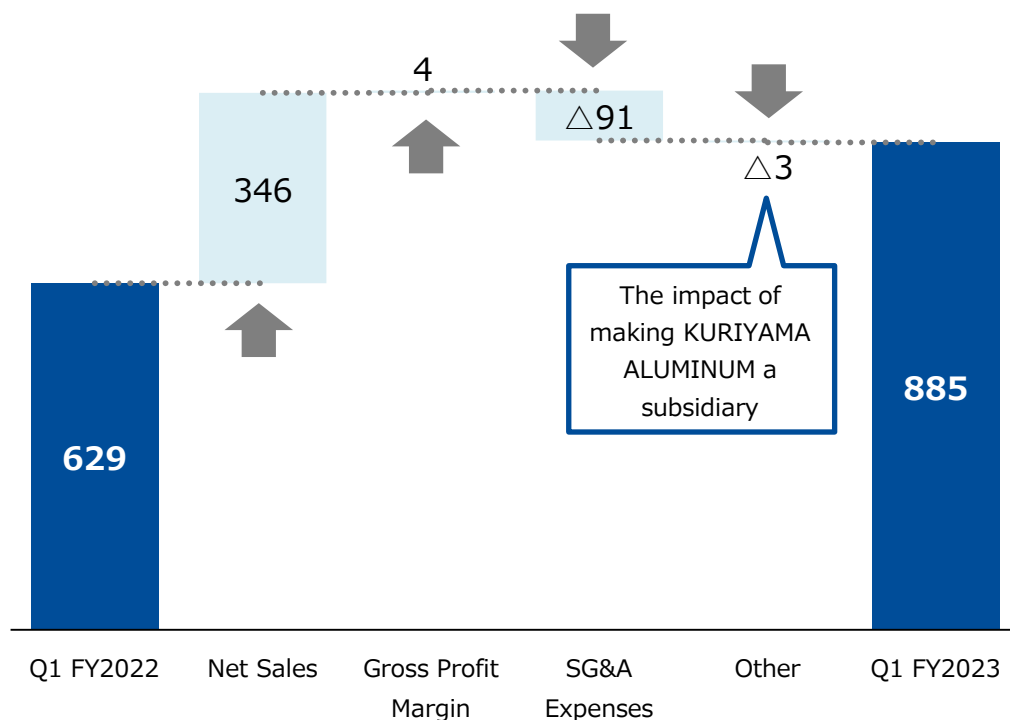 4
△91
△3
346
The impact of
making KURIYAMA
ALUMINUM a
subsidiary
629
885
Q1 FY2022
Net Sales
Gross Profit
Margin
SG&A
Expenses
Other
Q1 FY2023